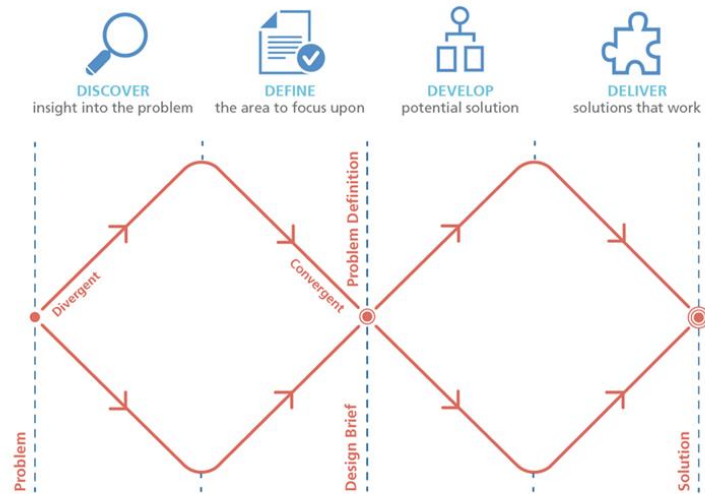 DISCOVER
insight into the problem
DEFINE
the area to focus upon
DEVELOP
potential solution
DELIVER
solutions that work
Divergent
Convergent
Problem Definition
Problem
Design Brief
Solution